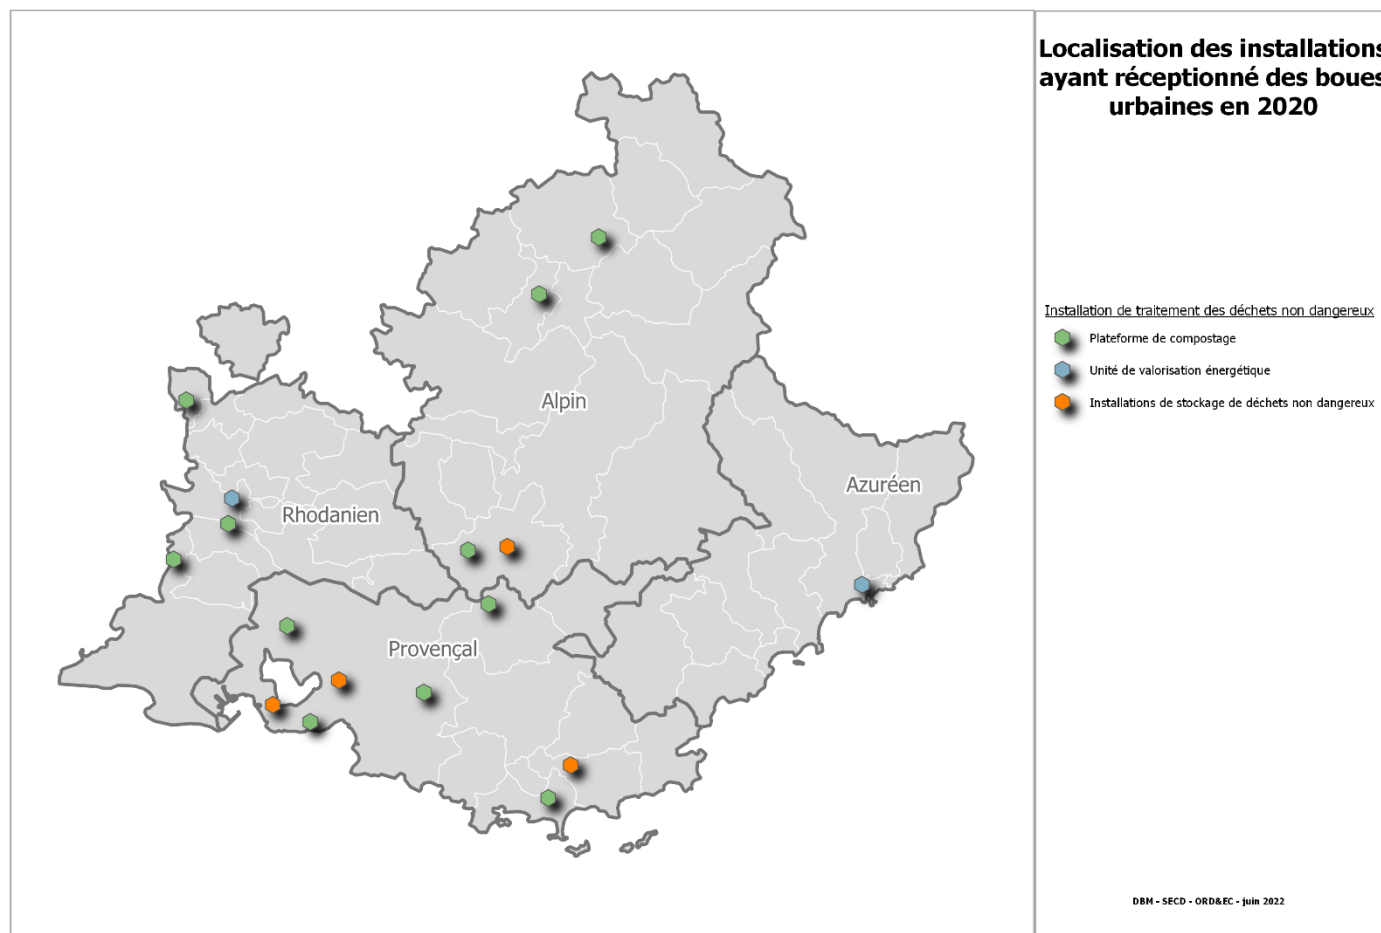 Localisation des installations
ayant réceptionné des boues
urbaines en 2020
Installation de traitement des déchets non dangereux
Plateforme de compostage
Unité de valorisation énergétique
Installations de stockage de déchets non dangereux
Alpin
Azuréen
Rhodanien
Provençal
DBM - SECD - ORD&EC - juin 2022